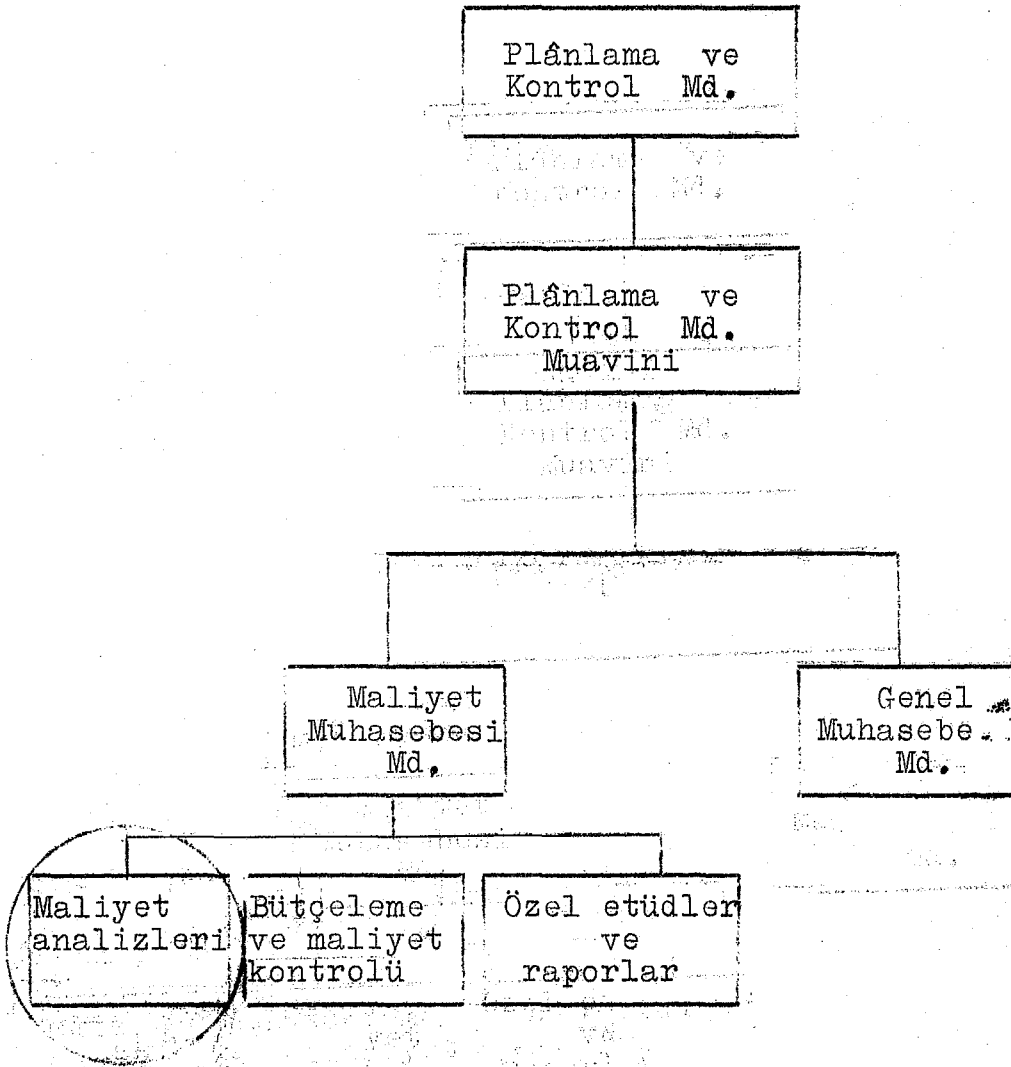 Plânlama ve
Kontrol Md.
Plânlama ve
Kontrol Md.
Muavini
Maliyet
Muhasebesi
Md.
Genel
Muhasebe
Md.
Maliyet
analizleri
Bütçeleme
ve maliyet
kontrolü
Özel etüdler
ve
raporlar